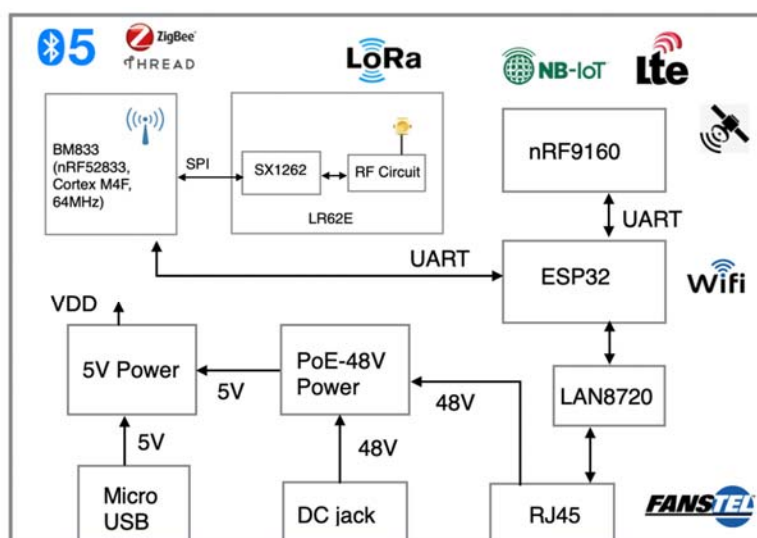 5
ZigBee
THREAD
LoRa
NB-IoT
Lte
BM833
(nRF52833,
Cortex M4F,
64MHz)
SPI
SX1262
RF Circuit
LR62E
nRF9160
UART
UART
ESP32
Wifi
VDD
5V Power
5V
PoE-48V
Power
48V
LAN8720
5V
48V
Micro
USB
DC jack
RJ45
FANSTEL